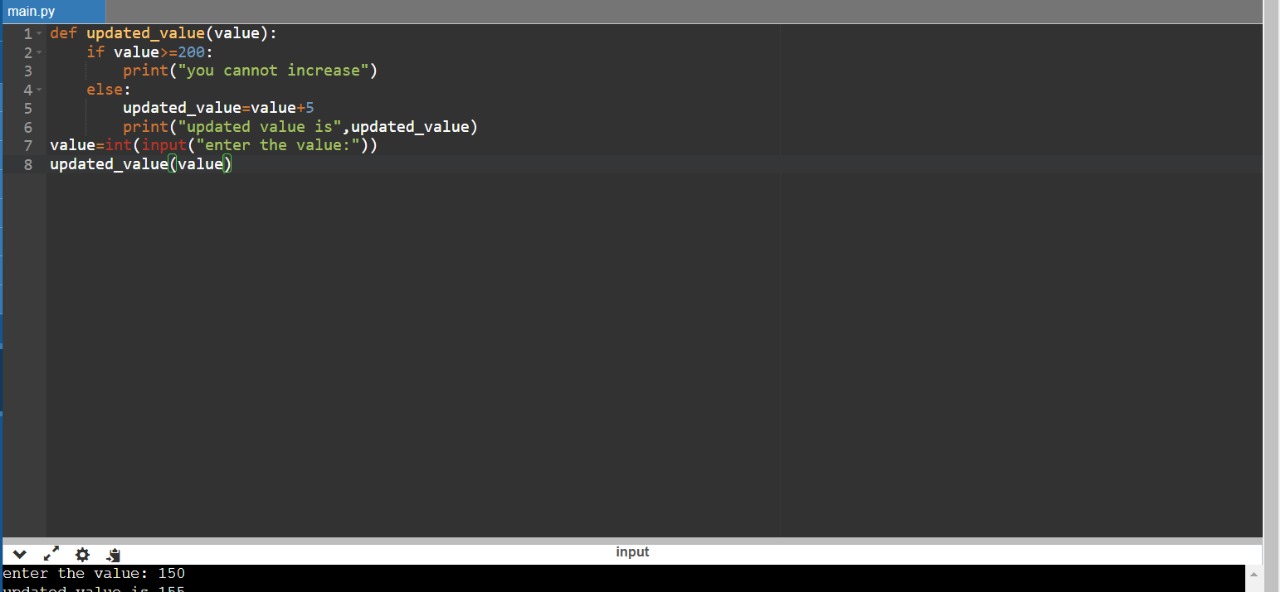 main.py
1 def updated_value(value):
2     if value>=200:
3         print("you cannot increase")
4     else:
5         updated_value=value+5
6         print("updated value is",updated_value)
7 value=int(input("enter the value:"))
8 updated_value(value)
input
enter the value: 150
updated value is 155